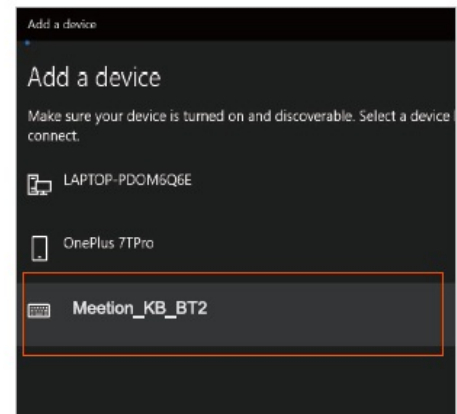 Add a device
Add a device
Make sure your device is turned on and discoverable. Select a device
connect.
LAPTOP-PDOM6Q6E
OnePlus 7TPro
Meetion_KB_BT2